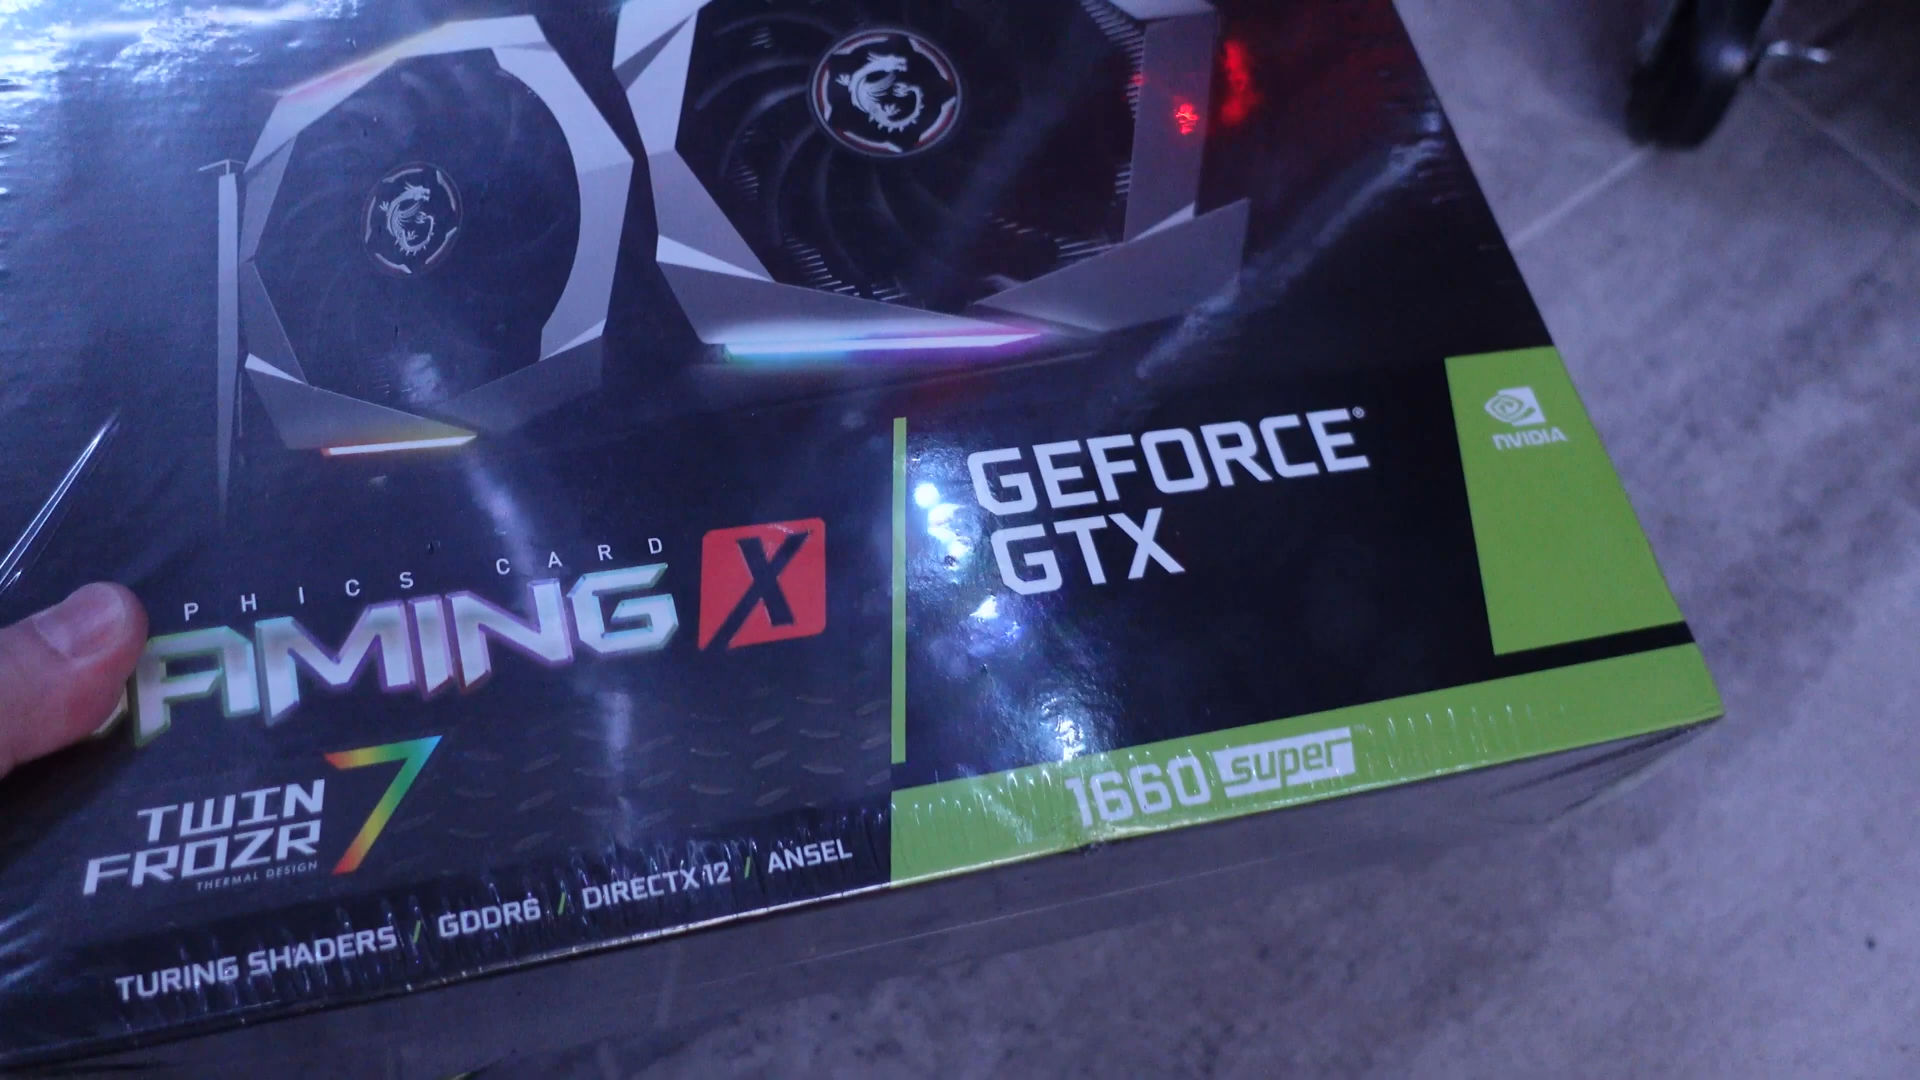 PHICS CARD
AMING X
TWIN
FROZR 7
THERMAL DESIGN
TURING SHADERS / GDDR6 / DIRECTX 12 / ANSEL
GEFORCE®
GTX
1660 super
NVIDIA